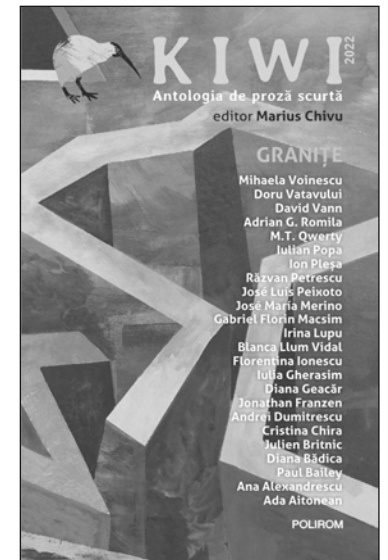 KIWI
2022
Antologia de proză scurtă
editor Marius Chivu
GRANIȚE
Mihaela Voinescu
Doru Vatavului
David Vann
Adrian G. Romila
M.T. Qwerty
Iulian Popa
Ion Pleșa
Răzvan Petrescu
José Luís Peixoto
José María Merino
Gabriel Florin Macsim
Irina Lupu
Blanca Llum Vidal
Florentina Ionescu
Iulia Gherasim
Diana Geacăr
Jonathan Franzen
Andrei Dumitrescu
Cristina Chira
Julien Britnic
Diana Bădica
Paul Bailey
Ana Alexandrescu
Ada Aitonean
POLIROM